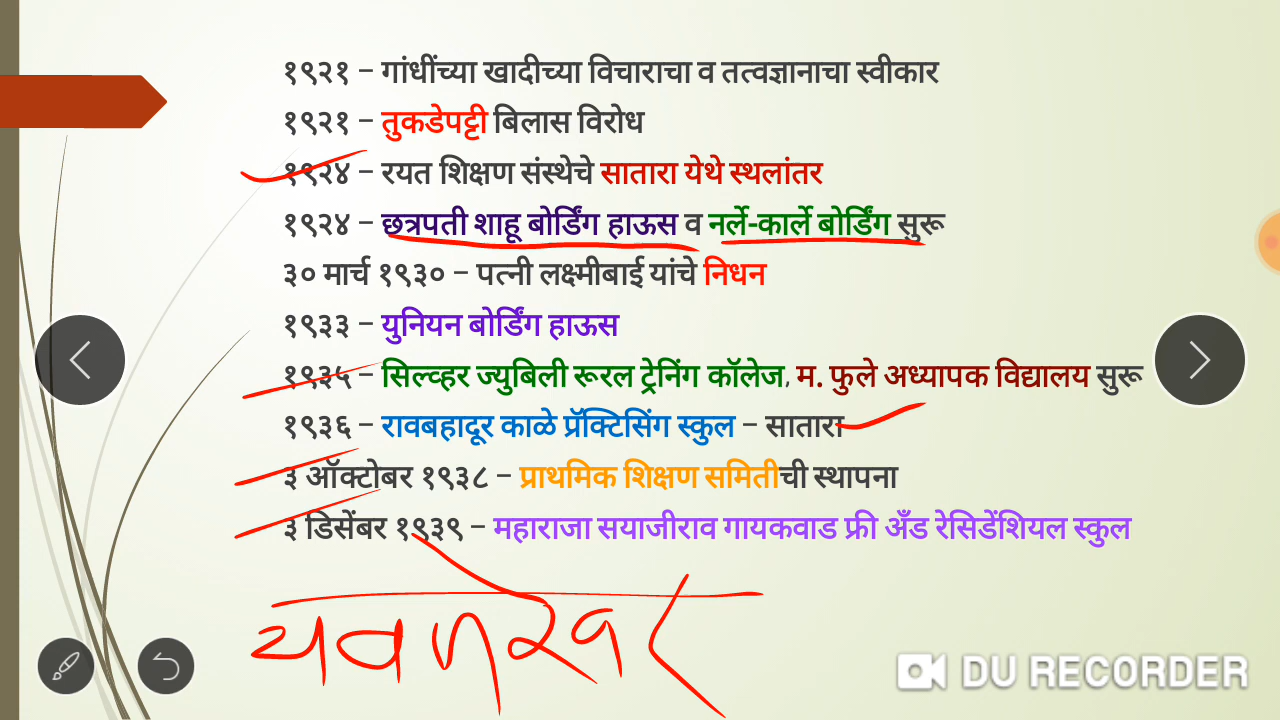 १९२१ – गांधींच्या खादीच्या विचाराचा व तत्वज्ञानाचा स्वीकार
१९२१ – तुकडेपट्टी बिलास विरोध
१९२४ – रयत शिक्षण संस्थेचे सातारा येथे स्थलांतर
१९२४ – छत्रपती शाहू बोर्डिंग हाऊस व नर्ले-कार्ले बोर्डिंग सुरू
३० मार्च १९३० – पत्नी लक्ष्मीबाई यांचे निधन
१९३३ – युनियन बोर्डिंग हाऊस
१९३५ – सिल्व्हर ज्युबिली रूरल ट्रेनिंग कॉलेज, म. फुले अध्यापक विद्यालय सुरू
१९३६ – रावबहादूर काळे प्रॅक्टिसिंग स्कुल – सातारा
३ ऑक्टोबर १९३८ – प्राथमिक शिक्षण समितीची स्थापना
३ डिसेंबर १९३९ – महाराजा सयाजीराव गायकवाड फ्री अँड रेसिडेंशियल स्कुल
DU RECORDER